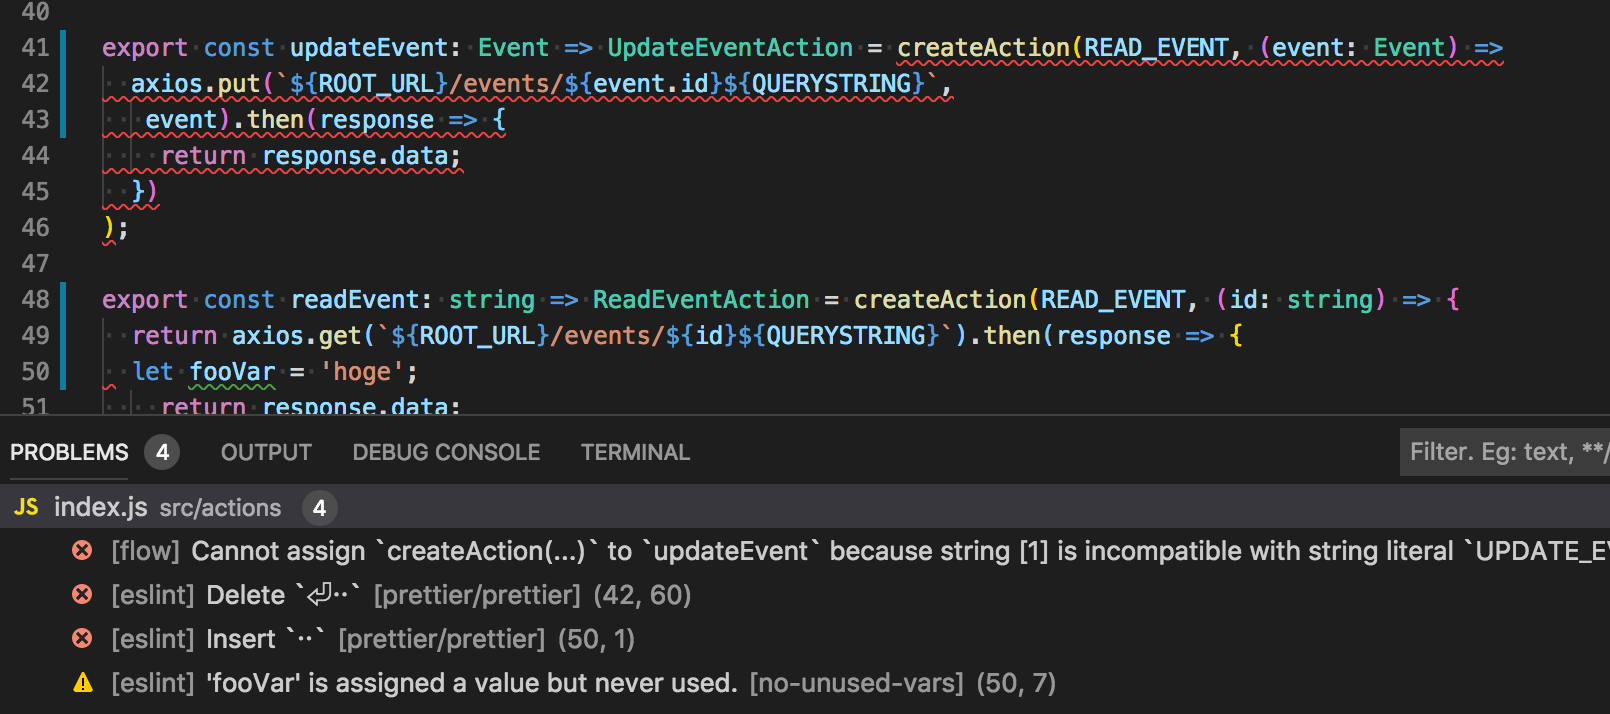 40
41 export const updateEvent: Event => UpdateEventAction = createAction(READ_EVENT, (event: Event) =>
42 axios.put(`${ROOT_URL}/events/${event.id}${QUERYSTRING}`,
43 event).then(response => {
44 return response.data;
45 })
46 );
47
48 export const readEvent: string => ReadEventAction = createAction(READ_EVENT, (id: string) => {
49 return axios.get(`${ROOT_URL}/events/${id}${QUERYSTRING}`).then(response => {
50 let fooVar = 'hoge';
51 return response.data;
PROBLEMS 4 OUTPUT DEBUG CONSOLE TERMINAL Filter. Eg: text, **/
JS index.js src/actions 4
[flow] Cannot assign `createAction(...)` to `updateEvent` because string [1] is incompatible with string literal `UPDATE_EV
[eslint] Delete `⏎··` [prettier/prettier] (42, 60)
[eslint] Insert `··` [prettier/prettier] (50, 1)
[eslint] 'fooVar' is assigned a value but never used. [no-unused-vars] (50, 7)